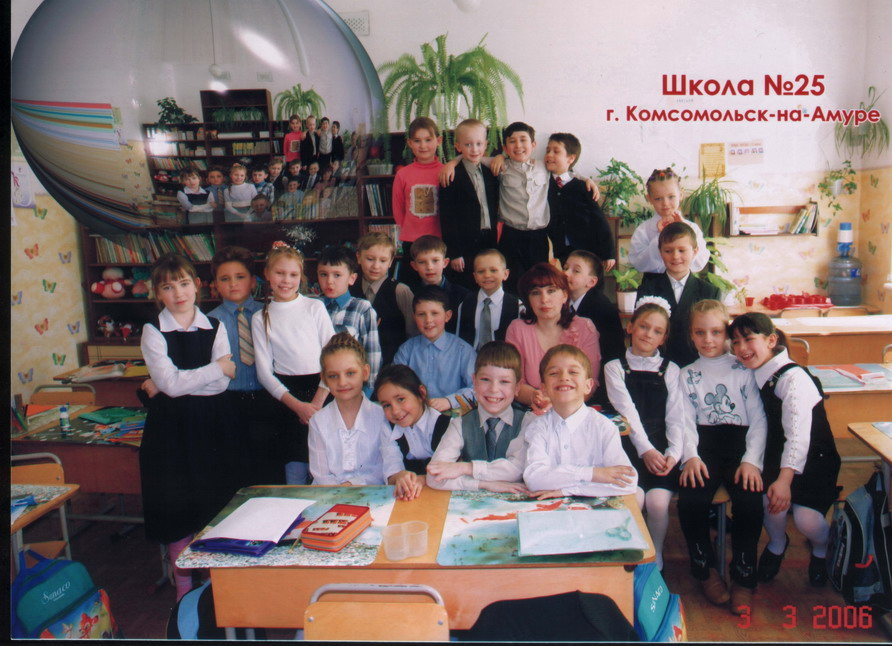 Школа №25
г. Комсомольск-на-Амуре
3 3 2006